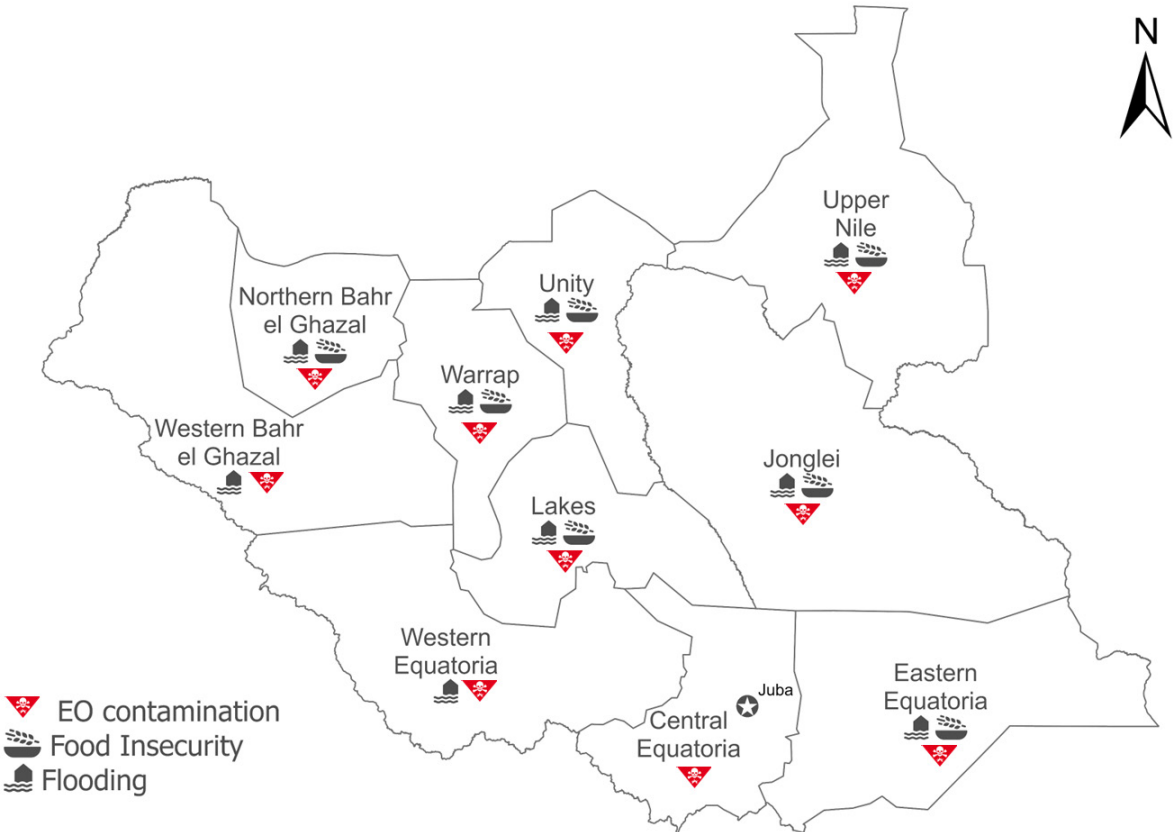 N
Upper
Nile
Unity
Northern Bahr
el Ghazal
Warrap
Western Bahr
el Ghazal
Jonglei
Lakes
Western
Equatoria
Eastern
Equatoria
Juba
Central
Equatoria
EO contamination
Food Insecurity
Flooding